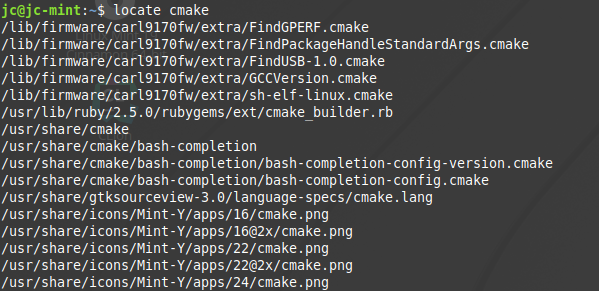 jc@jc-mint:~$ locate cmake
/lib/firmware/carl9170fw/extra/FindGPERF.cmake
/lib/firmware/carl9170fw/extra/FindPackageHandleStandardArgs.cmake
/lib/firmware/carl9170fw/extra/FindUSB-1.0.cmake
/lib/firmware/carl9170fw/extra/GCCVersion.cmake
/lib/firmware/carl9170fw/extra/sh-elf-linux.cmake
/usr/lib/ruby/2.5.0/rubygems/ext/cmake_builder.rb
/usr/share/cmake
/usr/share/cmake/bash-completion
/usr/share/cmake/bash-completion/bash-completion-config-version.cmake
/usr/share/cmake/bash-completion/bash-completion-config.cmake
/usr/share/gtksourceview-3.0/language-specs/cmake.lang
/usr/share/icons/Mint-Y/apps/16/cmake.png
/usr/share/icons/Mint-Y/apps/16@2x/cmake.png
/usr/share/icons/Mint-Y/apps/22/cmake.png
/usr/share/icons/Mint-Y/apps/22@2x/cmake.png
/usr/share/icons/Mint-Y/apps/24/cmake.png